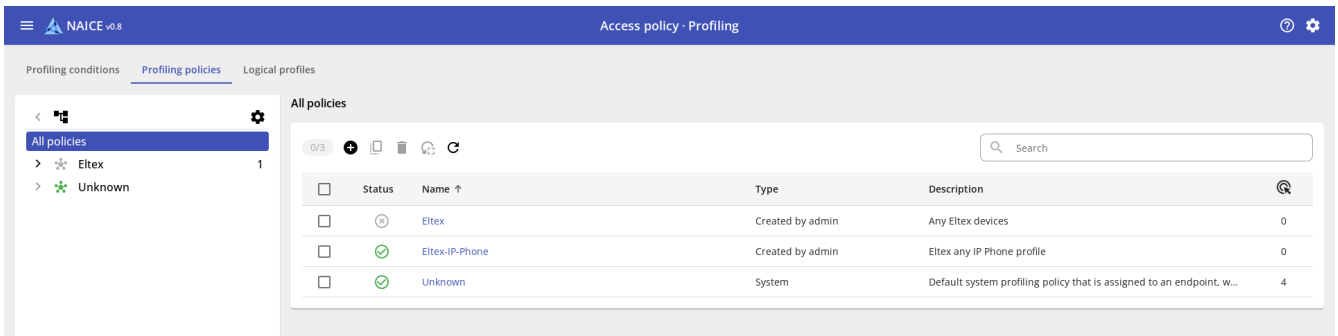 NAICE v0.8
Access policy · Profiling
Profiling conditions Profiling policies Logical profiles
All policies
Eltex 1
Unknown
All policies
0/3 Search
Status Name Type Description
Eltex Created by admin Any Eltex devices 0
Eltex-IP-Phone Created by admin Eltex any IP Phone profile 0
Unknown System Default system profiling policy that is assigned to an endpoint, w... 4